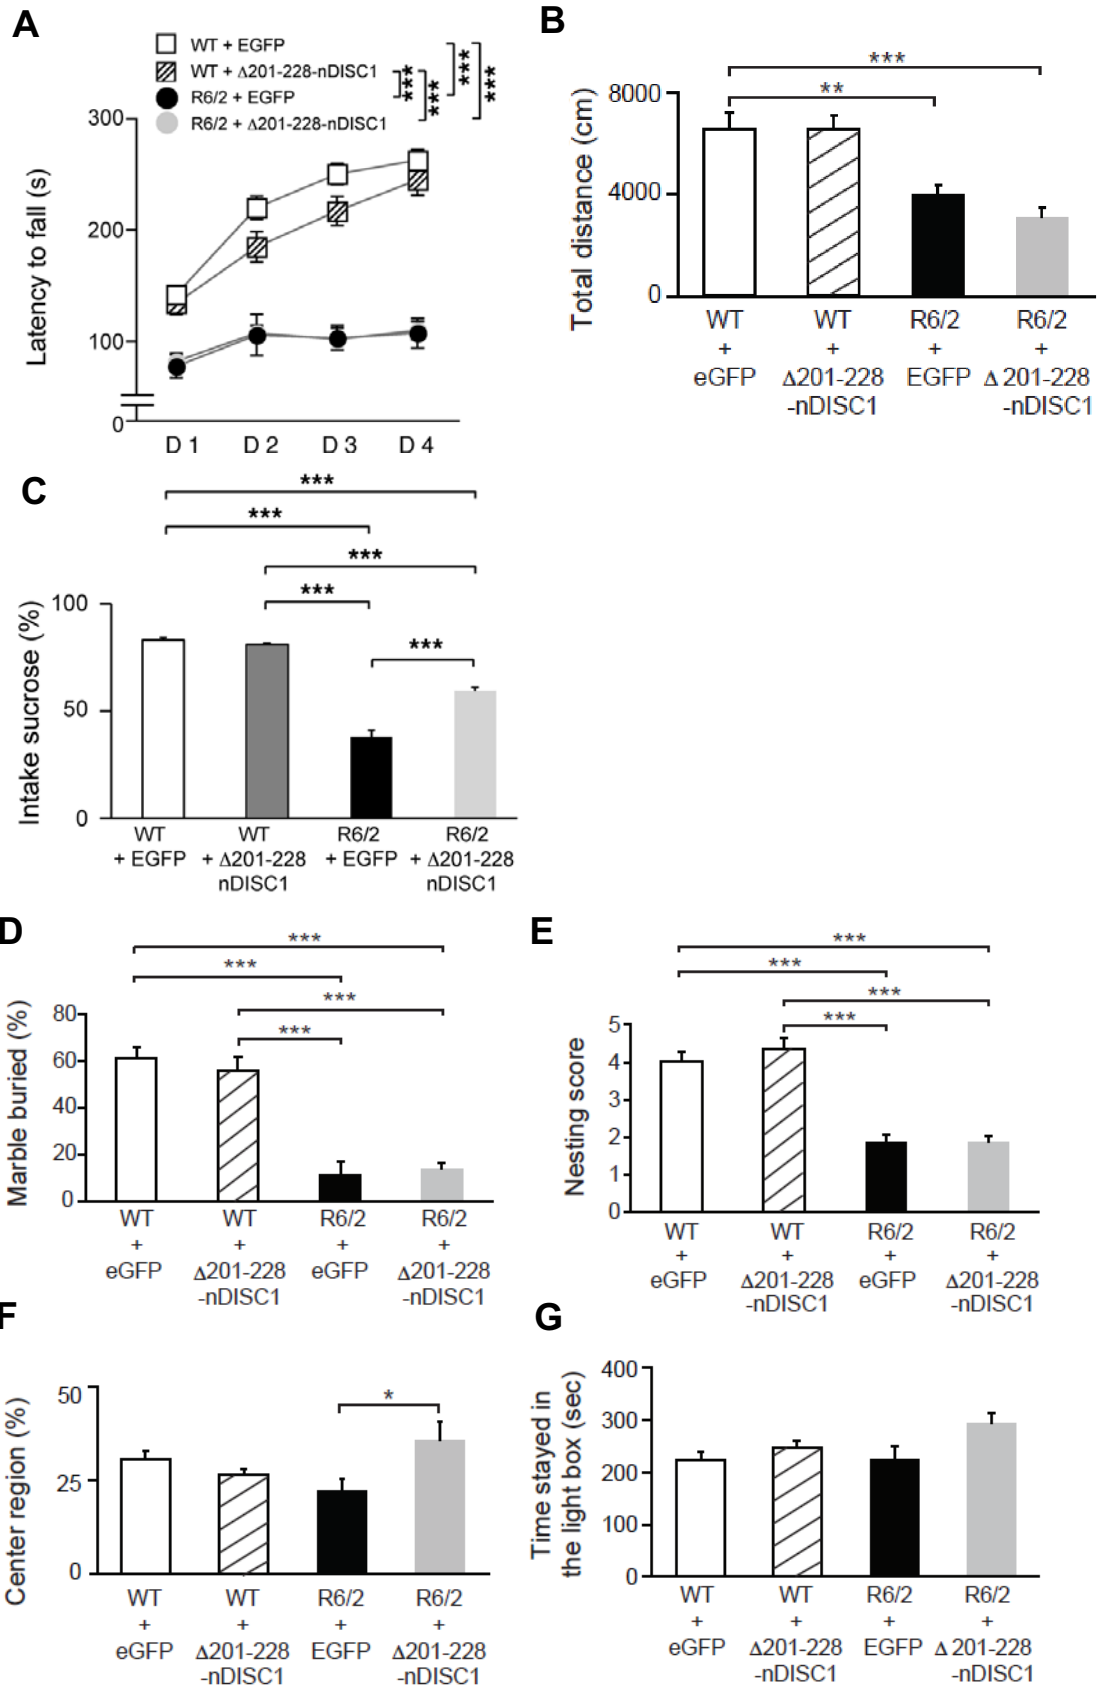 A
WT + EGFP
WT + Δ201-228-nDISC1
R6/2 + EGFP
R6/2 + Δ201-228-nDISC1
***
***
***
***
Latency to fall (s)
300
200
100
0
D 1 D 2 D 3 D 4
B
***
**
Total distance (cm)
8000
4000
0
WT WT R6/2 R6/2
+ + + +
eGFP Δ201-228 EGFP Δ 201-228
-nDISC1 -nDISC1
C
***
***
***
***
***
Intake sucrose (%)
100
50
0
WT WT R6/2 R6/2
+ EGFP + Δ201-228 + EGFP + Δ201-228
nDISC1 nDISC1
D
***
***
***
***
Marble buried (%)
80
60
40
20
0
WT WT R6/2 R6/2
+ + + +
eGFP Δ201-228 eGFP Δ201-228
-nDISC1 -nDISC1
E
***
***
***
***
Nesting score
5
4
3
2
1
0
WT WT R6/2 R6/2
+ + + +
eGFP Δ201-228 eGFP Δ201-228
-nDISC1 -nDISC1
F
*
Center region (%)
50
25
0
WT WT R6/2 R6/2
+ + + +
eGFP Δ201-228 EGFP Δ201-228
-nDISC1 -nDISC1
G
Time stayed in
the light box (sec)
400
300
200
100
0
WT WT R6/2 R6/2
+ + + +
eGFP Δ201-228 EGFP Δ 201-228
-nDISC1 -nDISC1